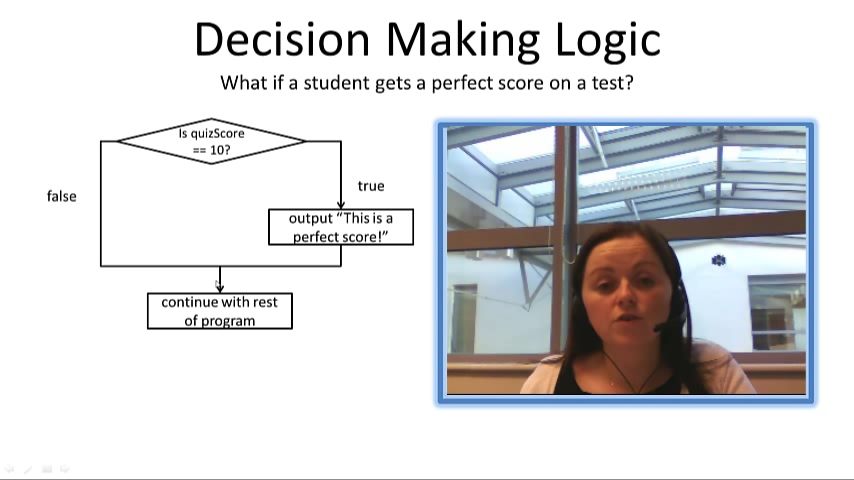 Decision Making Logic
What if a student gets a perfect score on a test?
Is quizScore
== 10?
false
true
output “This is a
perfect score!”
continue with rest
of program